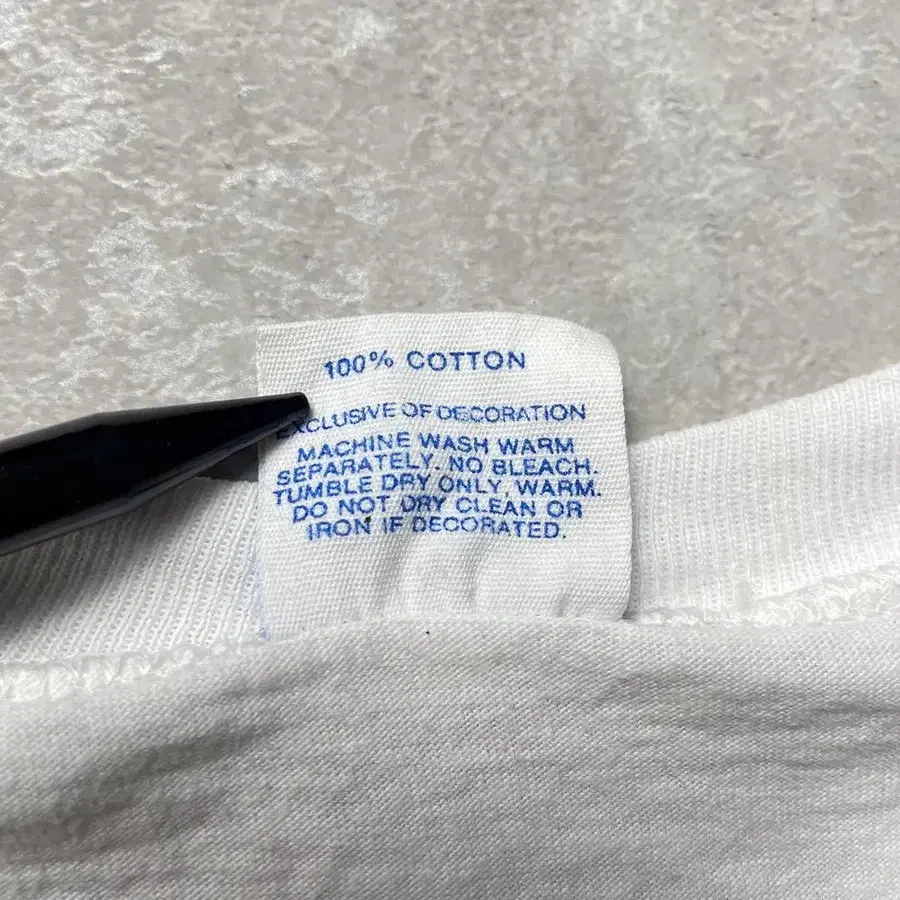 100% COTTON
EXCLUSIVE OF DECORATION
MACHINE WASH WARM
SEPARATELY. NO BLEACH.
TUMBLE DRY ONLY, WARM.
DO NOT DRY CLEAN OR
IRON IF DECORATED.